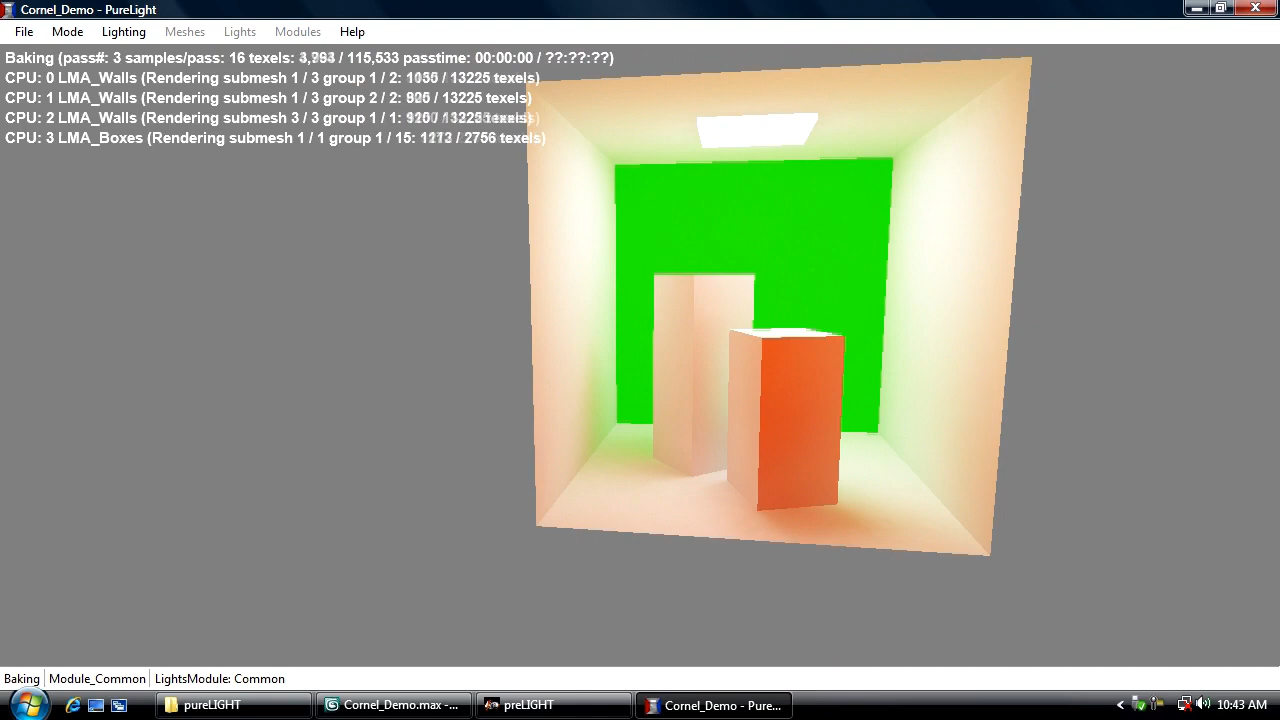 Cornel_Demo - PureLight
File Mode Lighting Meshes Lights Modules Help
Baking (pass#: 3 samples/pass: 16 texels: / 115,533 passtime: 00:00:00 / ??:??:??)
CPU: 0 LMA_Walls (Rendering submesh 1 / 3 group 1 / 2: / 13225 texels)
CPU: 1 LMA_Walls (Rendering submesh 1 / 3 group 2 / 2: / 13225 texels)
CPU: 2 LMA_Walls (Rendering submesh 3 / 3 group 1 / 1: / 13225 texels)
CPU: 3 LMA_Boxes (Rendering submesh 1 / 1 group 1 / 15: / 2756 texels)
Baking Module_Common LightsModule: Common
pureLIGHT Cornel_Demo.max -... preLIGHT Cornel_Demo - Pure... 10:43 AM